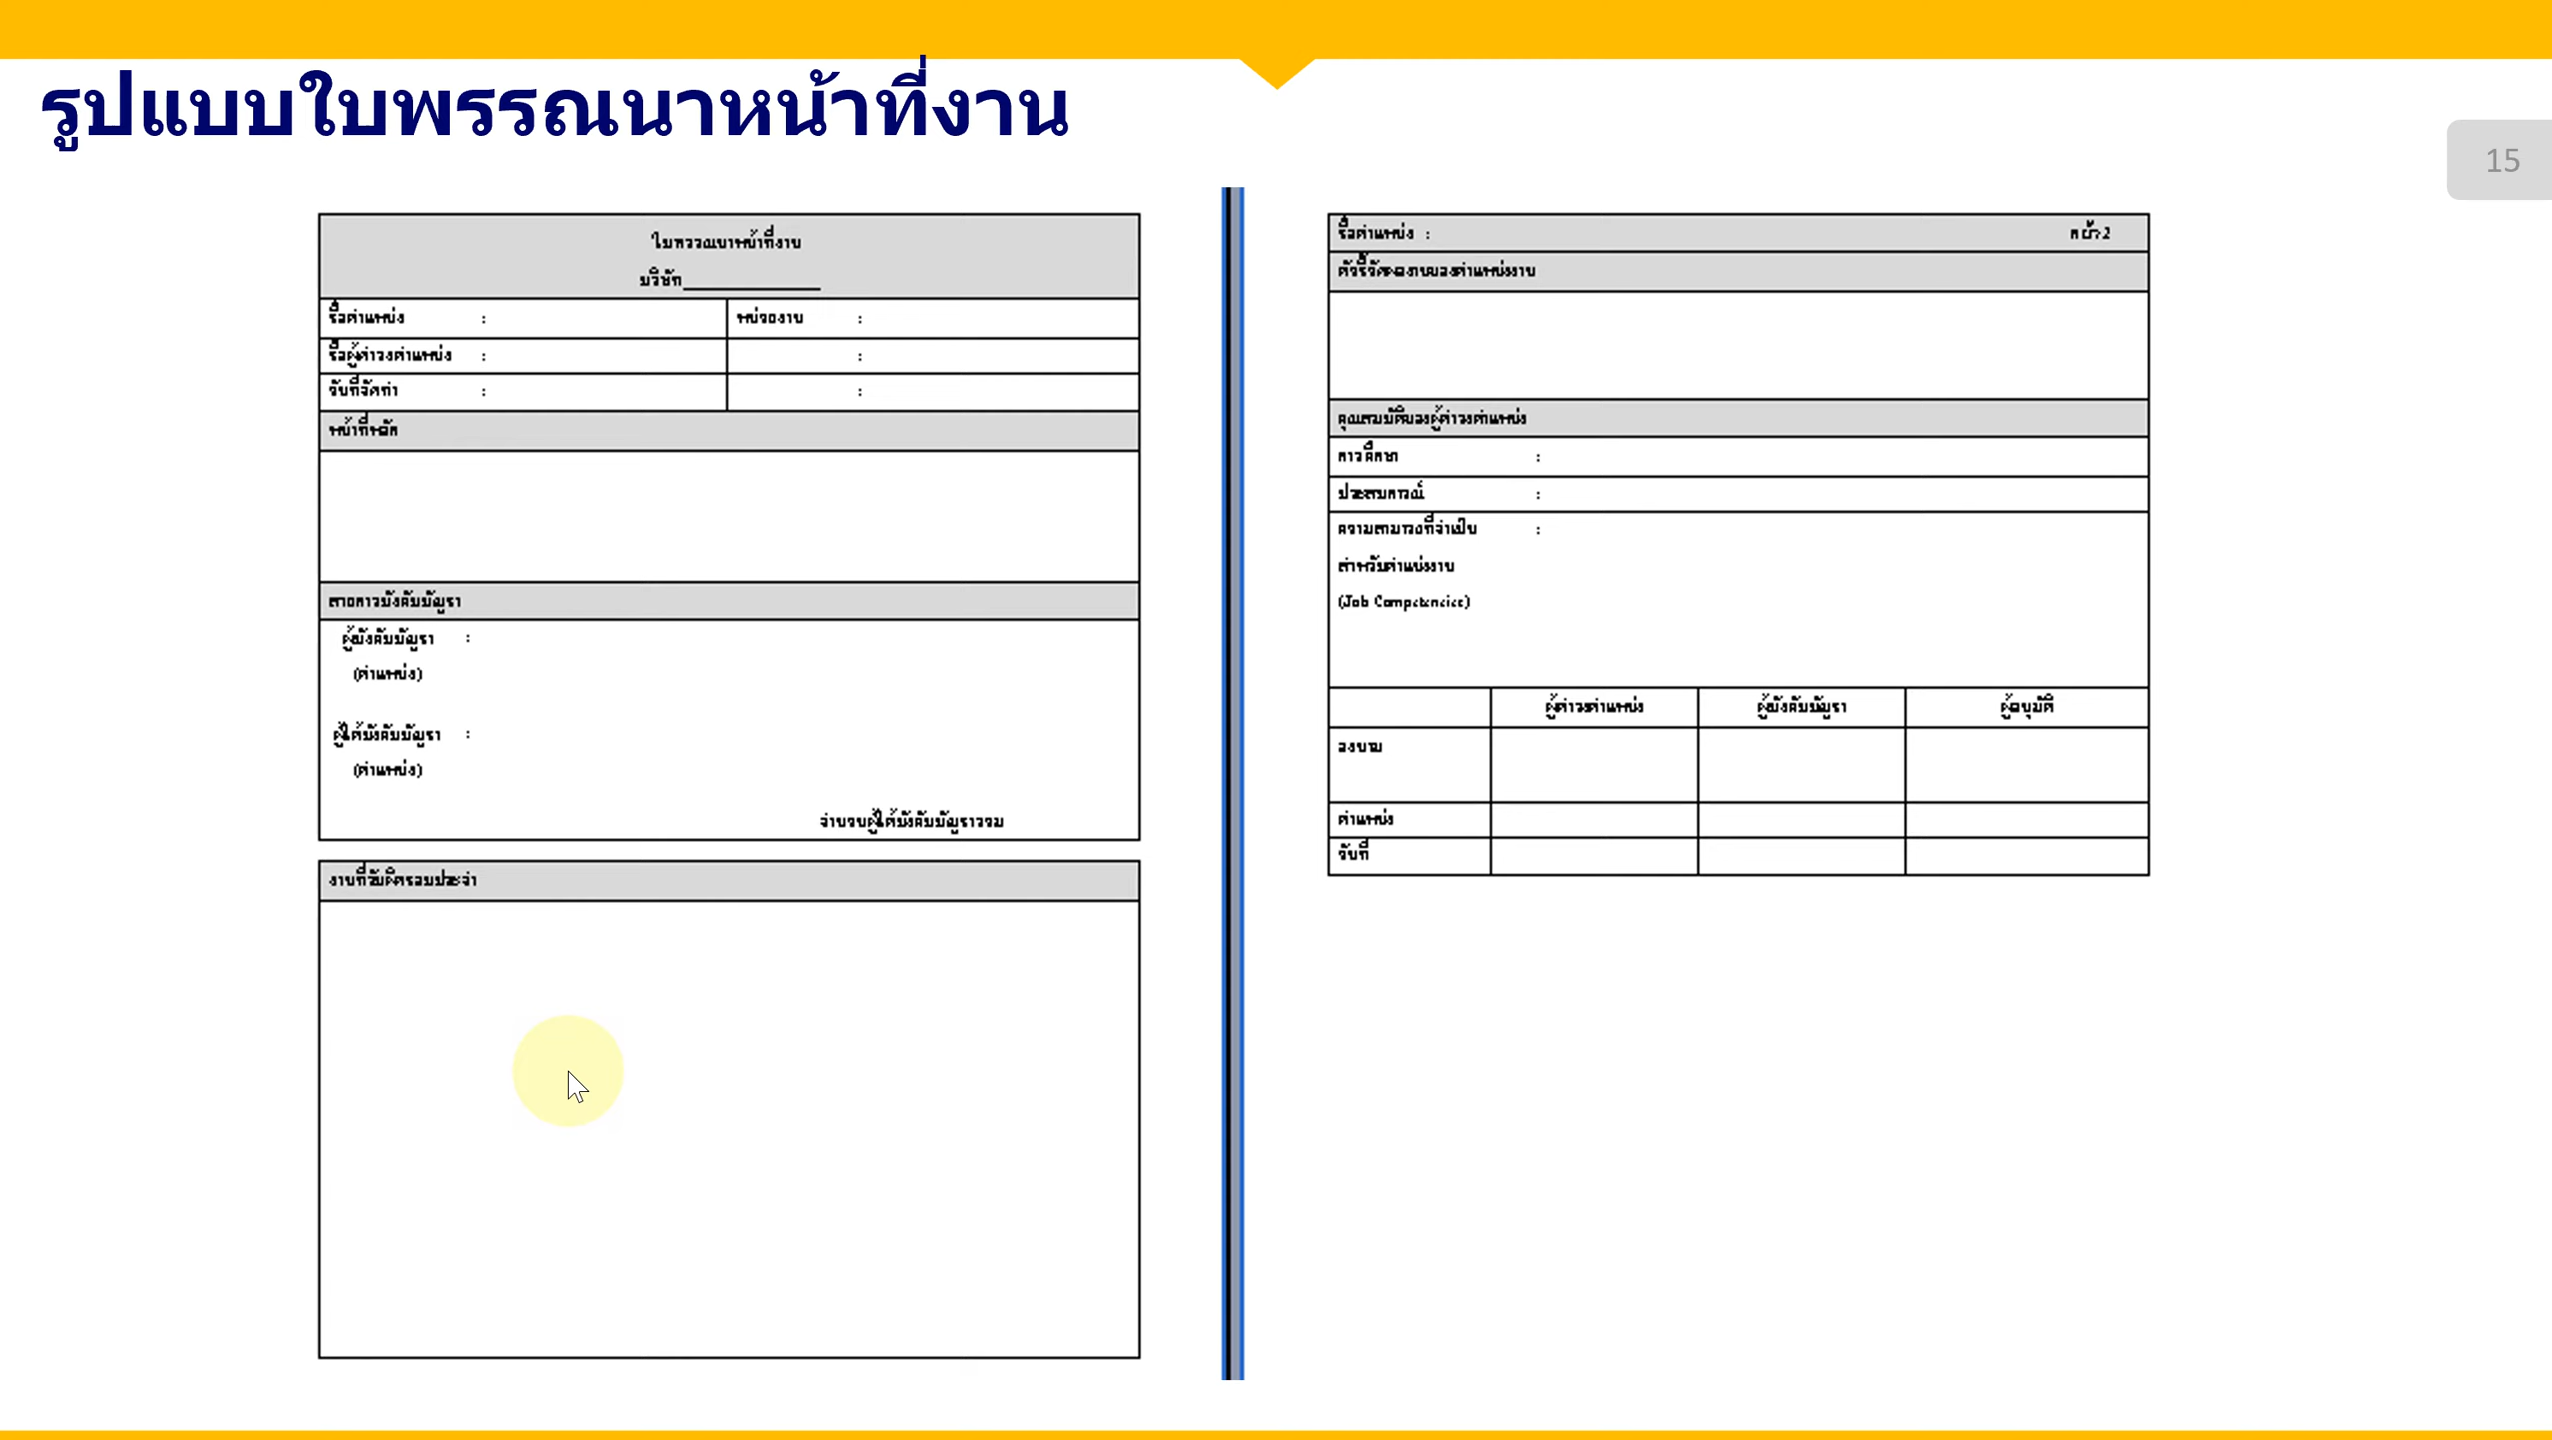 รูปแบบใบพรรณนาหน้าที่งาน
15
ใบพรรณนาหน้าที่งาน
บริษัท______________
ชื่อตำแหน่ง :
หน่วยงาน :
ชื่อผู้ดำรงตำแหน่ง :
:
วันที่จัดทำ :
:
หน้าที่หลัก
สายการบังคับบัญชา
ผู้บังคับบัญชา :
(ตำแหน่ง)
ผู้ใต้บังคับบัญชา :
(ตำแหน่ง)
จำนวนผู้ใต้บังคับบัญชารวม
งานที่รับผิดชอบประจำ
ชื่อตำแหน่ง : หน้า 2
ตัวชี้วัดผลงานของตำแหน่งงาน
คุณสมบัติของผู้ดำรงตำแหน่ง
การศึกษา :
ประสบการณ์ :
ความสามารถที่จำเป็น :
สำหรับตำแหน่งงาน
(Job Competencies)
ผู้ดำรงตำแหน่ง ผู้บังคับบัญชา ผู้อนุมัติ
ลงนาม
ตำแหน่ง
วันที่